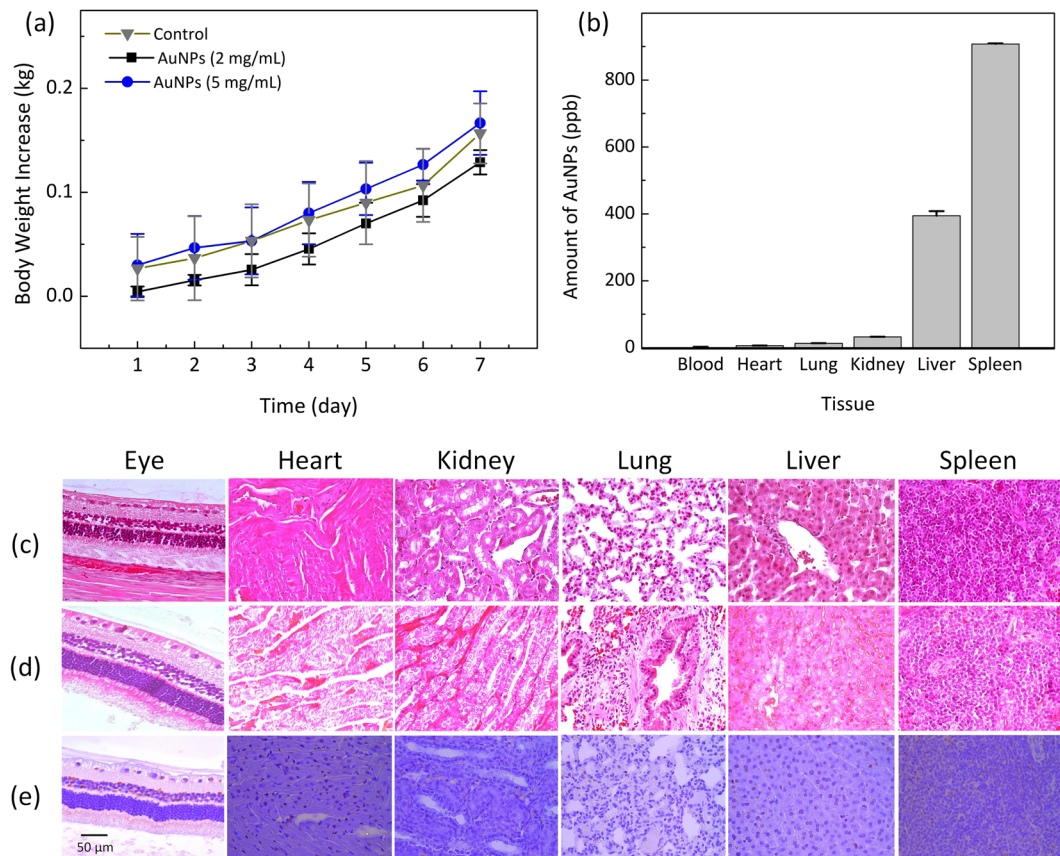 (a)
Control
AuNPs (2 mg/mL)
AuNPs (5 mg/mL)
Body Weight Increase (kg)
0.2
0.1
0.0
1 2 3 4 5 6 7
Time (day)
(b)
Amount of AuNPs (ppb)
800
600
400
200
0
Blood Heart Lung Kidney Liver Spleen
Tissue
Eye Heart Kidney Lung Liver Spleen
(c)
(d)
(e)
50 µm